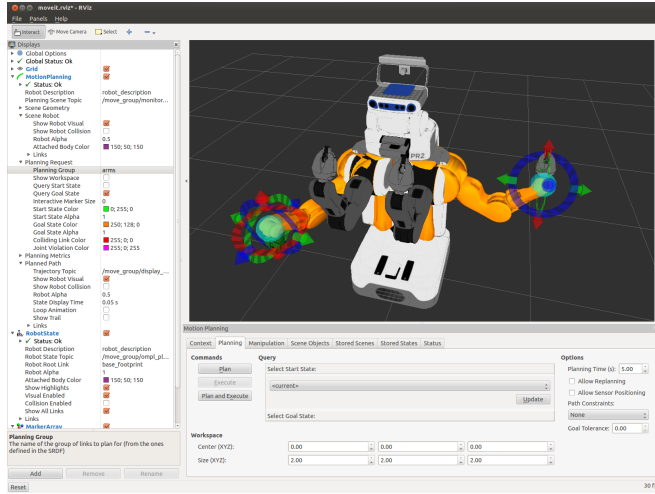 moveit.rviz* - RViz
File Panels Help
Interact Move Camera Select
Displays
Global Options
Global Status: Ok
Grid
MotionPlanning
Status: Ok
Robot Description robot_description
Planning Scene Topic /move_group/monitor...
Scene Geometry
Scene Robot
Show Robot Visual
Show Robot Collision
Robot Alpha 0.5
Attached Body Color 150; 50; 150
Links
Planning Request
Planning Group arms
Show Workspace
Query Start State
Query Goal State
Interactive Marker Size 0
Start State Color 0; 255; 0
Start State Alpha 1
Goal State Color 250; 128; 0
Goal State Alpha 1
Colliding Link Color 255; 0; 0
Joint Violation Color 255; 0; 255
Planning Metrics
Planned Path
Trajectory Topic /move_group/display_...
Show Robot Visual
Show Robot Collision
Robot Alpha 0.5
State Display Time 0.05 s
Loop Animation
Show Trail
Links
RobotState
Status: Ok
Robot Description robot_description
Robot State Topic /move_group/ompl_pl...
Robot Root Link base_footprint
Robot Alpha 1
Attached Body Color 150; 50; 150
Show Highlights
Visual Enabled
Collision Enabled
Show All Links
Links
MarkerArray
Planning Group
The name of the group of links to plan for (from the ones
defined in the SRDF)
Add Remove Rename
Reset
PR2
Motion Planning
Context Planning Manipulation Scene Objects Stored Scenes Stored States Status
Commands
Plan
Execute
Plan and Execute
Query
Select Start State:
<current>
Update
Select Goal State:
Options
Planning Time (s): 5.00
Allow Replanning
Allow Sensor Positioning
Path Constraints:
None
Goal Tolerance: 0.00
Workspace
Center (XYZ): 0.00 0.00 0.00
Size (XYZ): 2.00 2.00 2.00
30 f